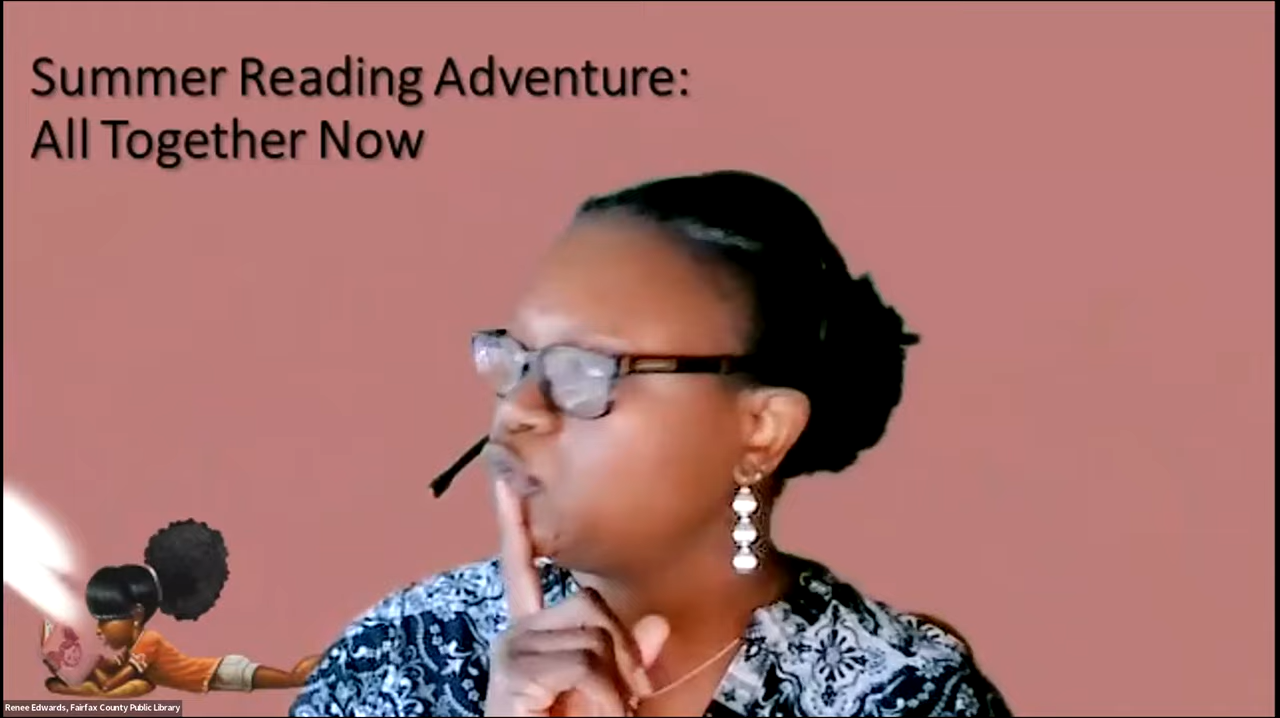 Summer Reading Adventure:
All Together Now
Renee Edwards, Fairfax County Public Library